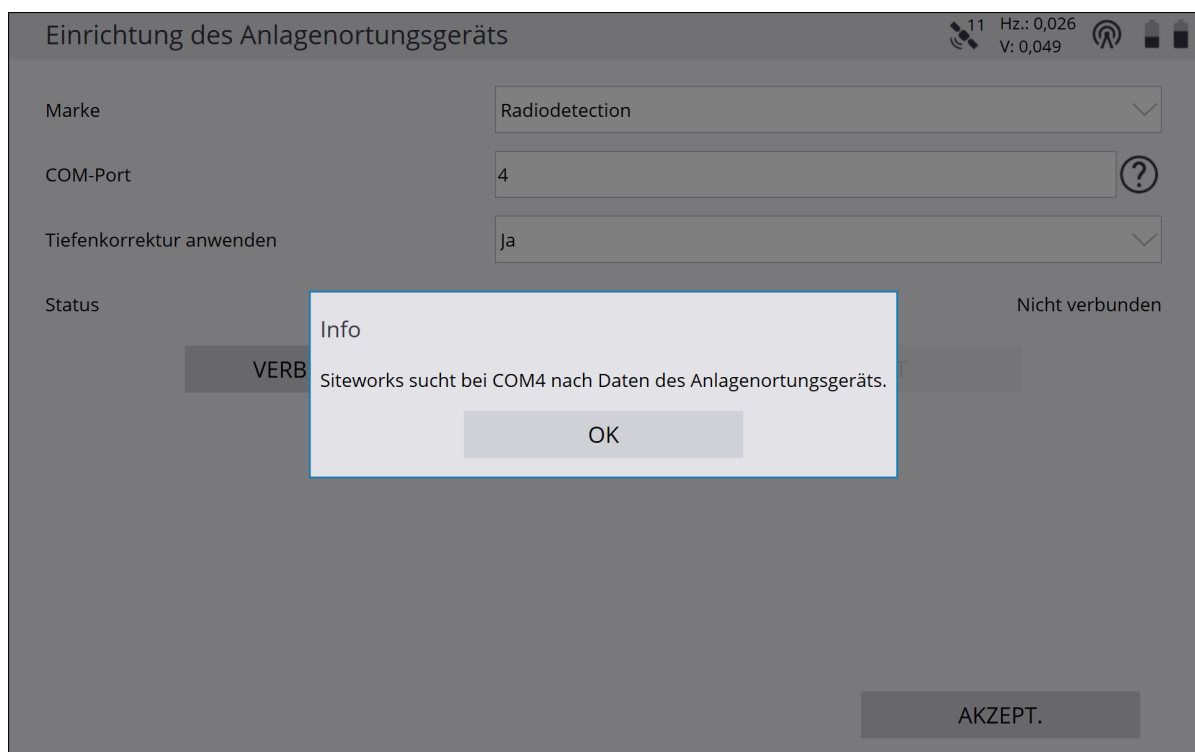 Einrichtung des Anlagenortungsgeräts
11
Hz.: 0,026
V: 0,049
Marke
Radiodetection
COM-Port
4
?
Tiefenkorrektur anwenden
Ja
Status
Nicht verbunden
VERB
T
Info
Siteworks sucht bei COM4 nach Daten des Anlagenortungsgeräts.
OK
AKZEPT.